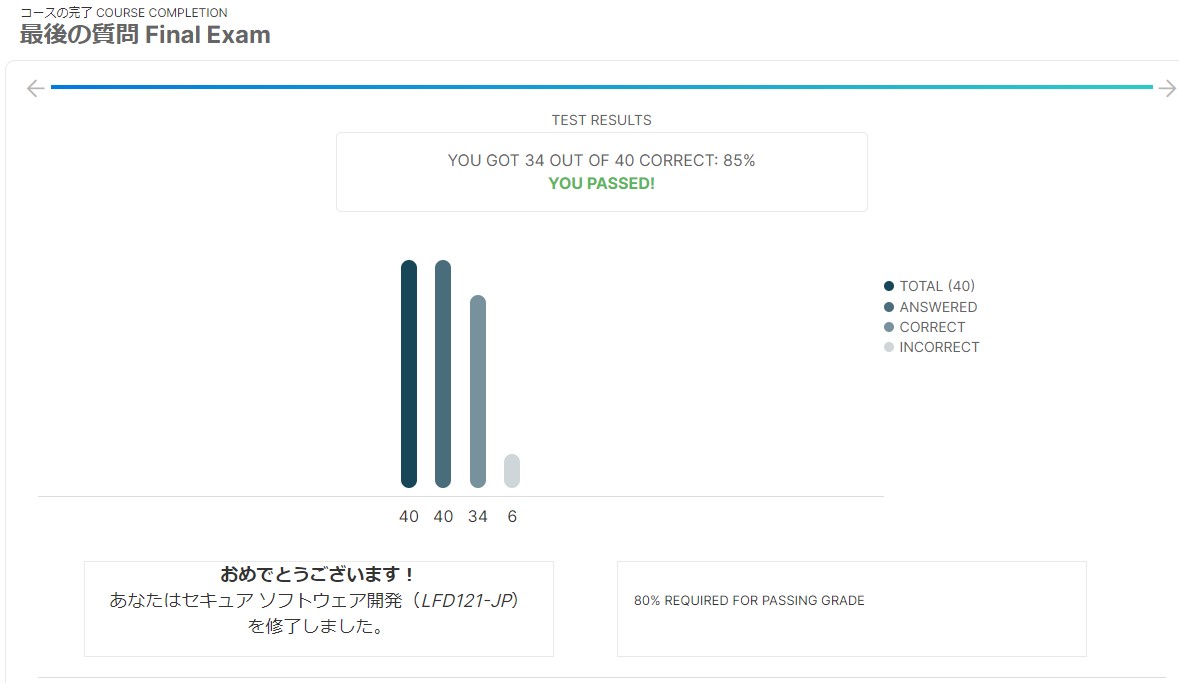 コースの完了 COURSE COMPLETION
最後の質問 Final Exam
TEST RESULTS
YOU GOT 34 OUT OF 40 CORRECT: 85%
YOU PASSED!
TOTAL (40)
ANSWERED
CORRECT
INCORRECT
40 40 34 6
おめでとうございます！
あなたはセキュア ソフトウェア開発（LFD121-JP）
を修了しました。
80% REQUIRED FOR PASSING GRADE